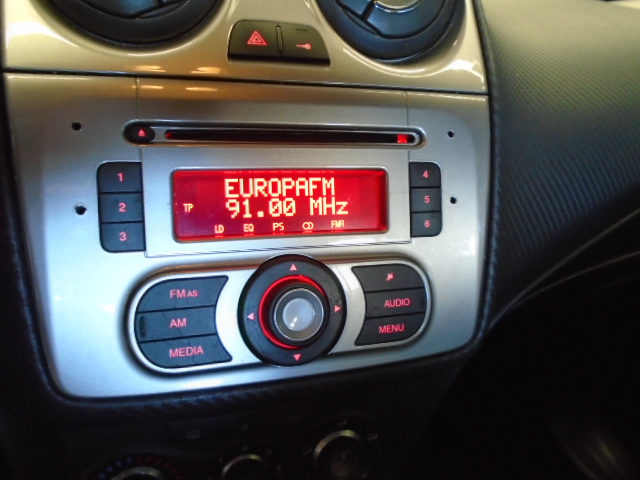 EUROPAFM
TP 91.00 MHz
LD EQ PS CD FMA
1
2
3
4
5
6
FM AS
AM
MEDIA
AUDIO
MENU